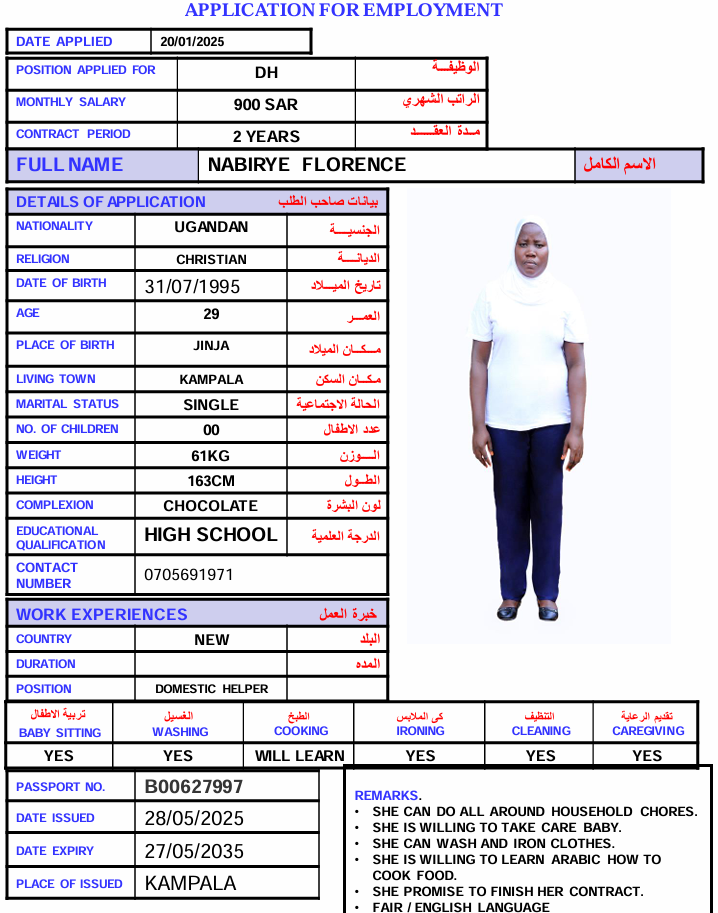 APPLICATION FOR EMPLOYMENT
DATE APPLIED 20/01/2025
POSITION APPLIED FOR DH الوظيفـــة
MONTHLY SALARY 900 SAR الراتب الشهري
CONTRACT PERIOD 2 YEARS مـدة العقـــد
FULL NAME NABIRYE FLORENCE الاسم الكامل
DETAILS OF APPLICATION بيانات صاحب الطلب
NATIONALITY UGANDAN الجنسيـــة
RELIGION CHRISTIAN الديانـــة
DATE OF BIRTH 31/07/1995 تاريخ الميـــلاد
AGE 29 العمـــر
PLACE OF BIRTH JINJA مـــكـــان الميلاد
LIVING TOWN KAMPALA مكـــان السكن
MARITAL STATUS SINGLE الحالة الاجتماعية
NO. OF CHILDREN 00 عدد الاطفال
WEIGHT 61KG الـــوزن
HEIGHT 163CM الطـــول
COMPLEXION CHOCOLATE لون البشرة
EDUCATIONAL QUALIFICATION HIGH SCHOOL الدرجة العلمية
CONTACT NUMBER 0705691971
WORK EXPERIENCES خبرة العمل
COUNTRY NEW البلد
DURATION المده
POSITION DOMESTIC HELPER
تربية الاطفال الغسيل الطبخ كى الملابس التنظيف تقديم الرعاية
BABY SITTING WASHING COOKING IRONING CLEANING CAREGIVING
YES YES WILL LEARN YES YES YES
PASSPORT NO. B00627997
DATE ISSUED 28/05/2025
DATE EXPIRY 27/05/2035
PLACE OF ISSUED KAMPALA
REMARKS.
• SHE CAN DO ALL AROUND HOUSEHOLD CHORES.
• SHE IS WILLING TO TAKE CARE BABY.
• SHE CAN WASH AND IRON CLOTHES.
• SHE IS WILLING TO LEARN ARABIC HOW TO
COOK FOOD.
• SHE PROMISE TO FINISH HER CONTRACT.
• FAIR / ENGLISH LANGUAGE